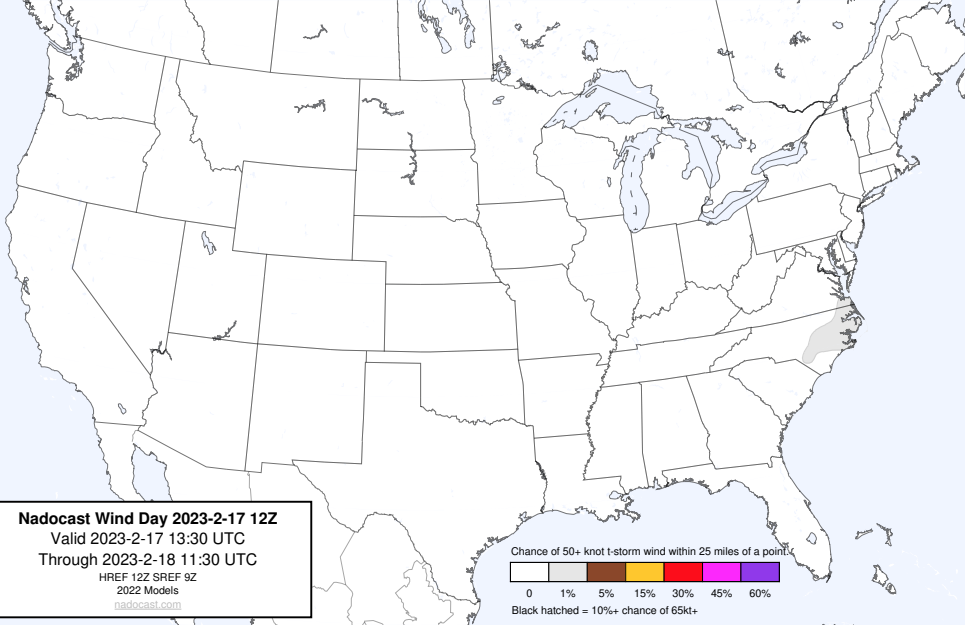 Nadocast Wind Day 2023-2-17 12Z
Valid 2023-2-17 13:30 UTC
Through 2023-2-18 11:30 UTC
HREF 12Z SREF 9Z
2022 Models
nadocast.com
Chance of 50+ knot t-storm wind within 25 miles of a point.
0 1% 5% 15% 30% 45% 60%
Black hatched = 10%+ chance of 65kt+